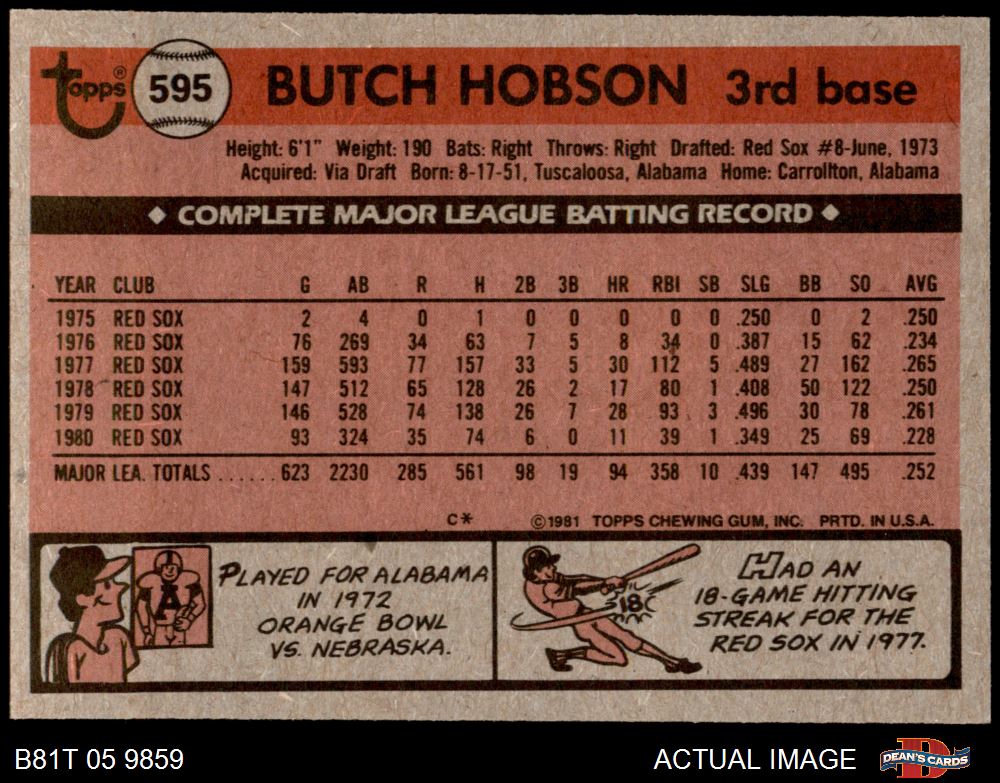 topps® 595 BUTCH HOBSON 3rd base
Height: 6'1" Weight: 190 Bats: Right Throws: Right Drafted: Red Sox #8-June, 1973
Acquired: Via Draft Born: 8-17-51, Tuscaloosa, Alabama Home: Carrollton, Alabama
◆ COMPLETE MAJOR LEAGUE BATTING RECORD ◆
YEAR CLUB G AB R H 2B 3B HR RBI SB SLG BB SO AVG
1975 RED SOX 2 4 0 1 0 0 0 0 0 .250 0 2 .250
1976 RED SOX 76 269 34 63 7 5 8 34 0 .387 15 62 .234
1977 RED SOX 159 593 77 157 33 5 30 112 5 .489 27 162 .265
1978 RED SOX 147 512 65 128 26 2 17 80 1 .408 50 122 .250
1979 RED SOX 146 528 74 138 26 7 28 93 3 .496 30 78 .261
1980 RED SOX 93 324 35 74 6 0 11 39 1 .349 25 69 .228
MAJOR LEA. TOTALS ...... 623 2230 285 561 98 19 94 358 10 .439 147 495 .252
C* ©1981 TOPPS CHEWING GUM, INC. PRTD. IN U.S.A.
A
PLAYED FOR ALABAMA
IN 1972
ORANGE BOWL
VS. NEBRASKA.
18
HAD AN
18-GAME HITTING
STREAK FOR THE
RED SOX IN 1977.
B81T 05 9859 ACTUAL IMAGE DEAN'S CARDS